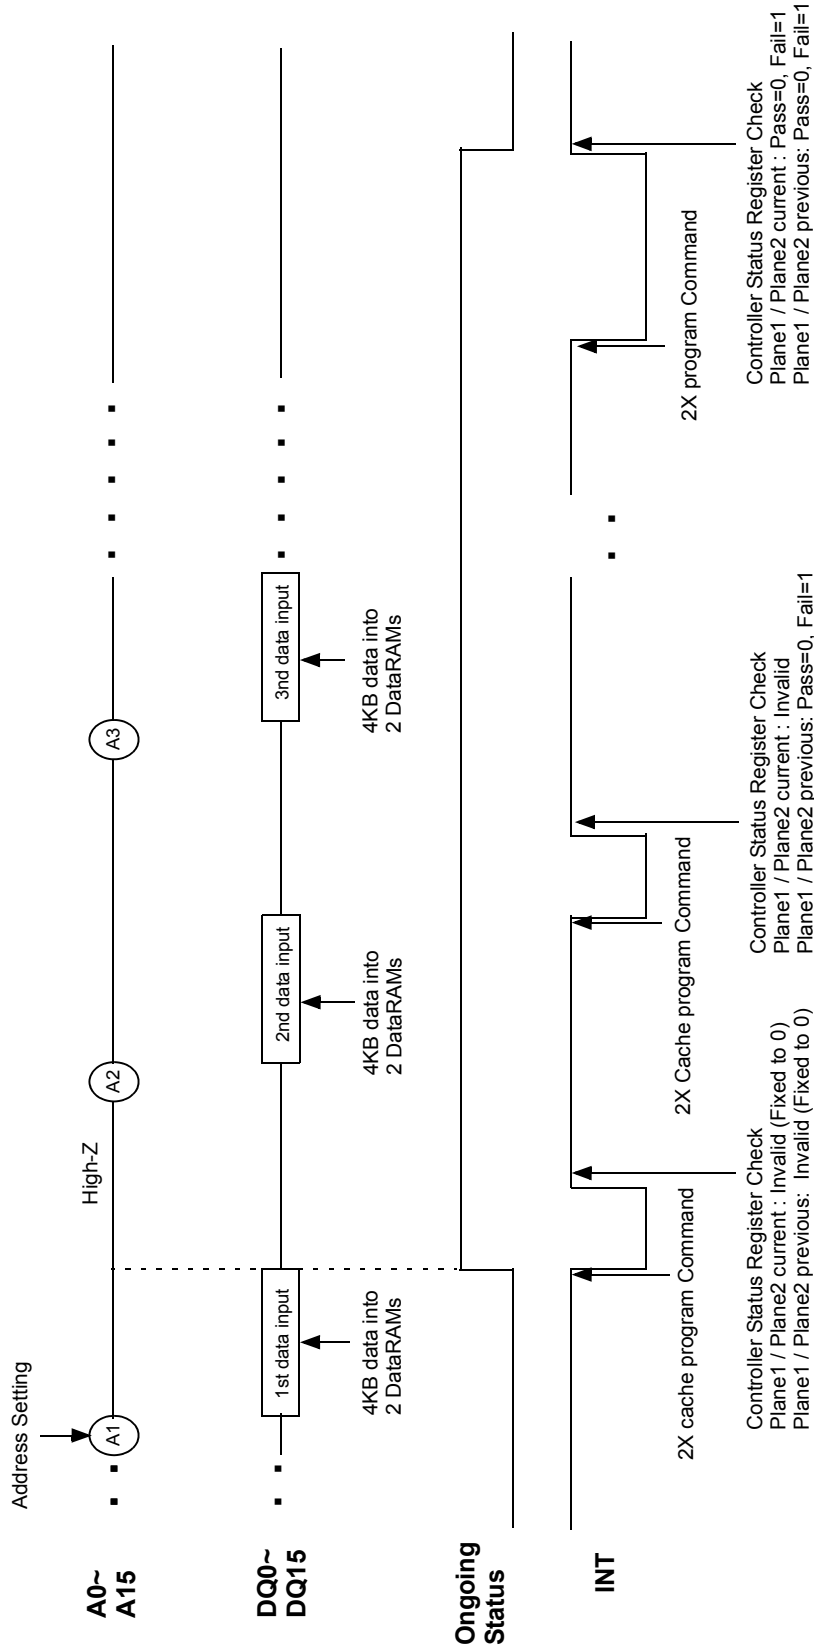 Address Setting
A0~
A15
A1
High-Z
A2
A3
DQ0~
DQ15
1st data input
2nd data input
3nd data input
4KB data into
2 DataRAMs
4KB data into
2 DataRAMs
4KB data into
2 DataRAMs
Ongoing
Status
INT
2X cache program Command
2X Cache program Command
2X program Command
Controller Status Register Check
Plane1 / Plane2 current : Invalid (Fixed to 0)
Plane1 / Plane2 previous: Invalid (Fixed to 0)
Controller Status Register Check
Plane1 / Plane2 current : Invalid
Plane1 / Plane2 previous: Pass=0, Fail=1
Controller Status Register Check
Plane1 / Plane2 current : Pass=0, Fail=1
Plane1 / Plane2 previous: Pass=0, Fail=1